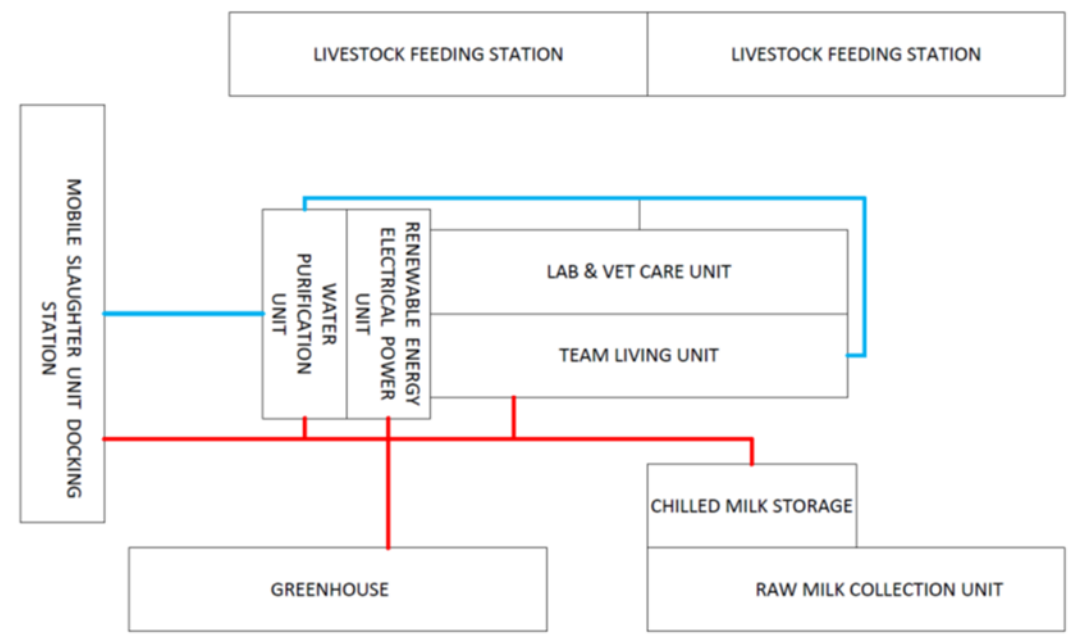 LIVESTOCK FEEDING STATION
LIVESTOCK FEEDING STATION
MOBILE SLAUGHTER UNIT DOCKING
STATION
WATER
PURIFICATION
UNIT
RENEWABLE ENERGY
ELECTRICAL POWER
UNIT
LAB & VET CARE UNIT
TEAM LIVING UNIT
CHILLED MILK STORAGE
GREENHOUSE
RAW MILK COLLECTION UNIT